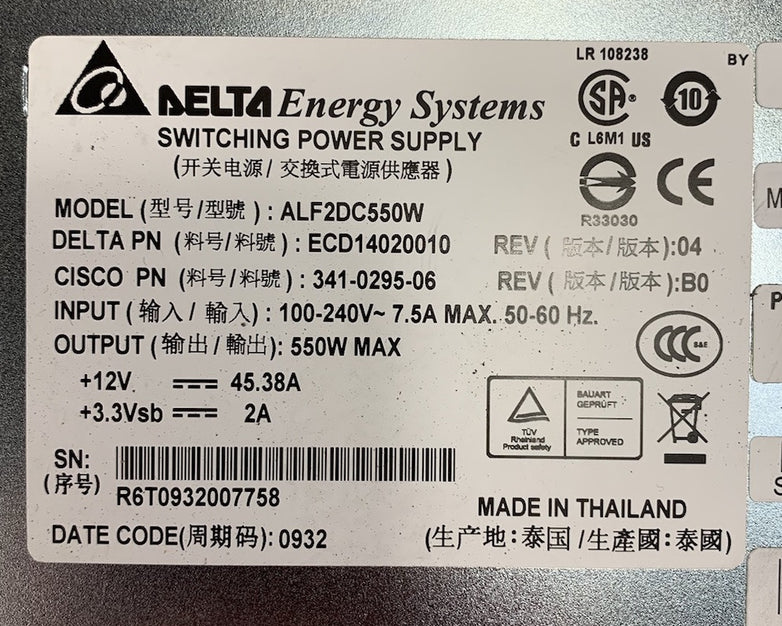 LR 108238
BY
DELTA Energy Systems
SWITCHING POWER SUPPLY
(开关电源 / 交換式電源供應器)
SA
10
C L6M1 US
R33030
CE
MODEL (型号/型號) : ALF2DC550W
DELTA PN (料号/料號) : ECD14020010 REV ( 版本/版本):04
CISCO PN (料号/料號) : 341-0295-06 REV ( 版本/版本):B0
INPUT (输入 / 輸入) : 100-240V~ 7.5A MAX. 50-60 Hz.
OUTPUT (输出 / 輸出): 550W MAX
CCC S&E
+12V 45.38A
+3.3Vsb 2A
TÜV
Rheinland
Product safety
BAUART
GEPRÜFT
TYPE
APPROVED
SN:
(序号)
R6T0932007758
MADE IN THAILAND
DATE CODE(周期码): 0932
(生产地:泰国 /生產國:泰國)
M
P
S